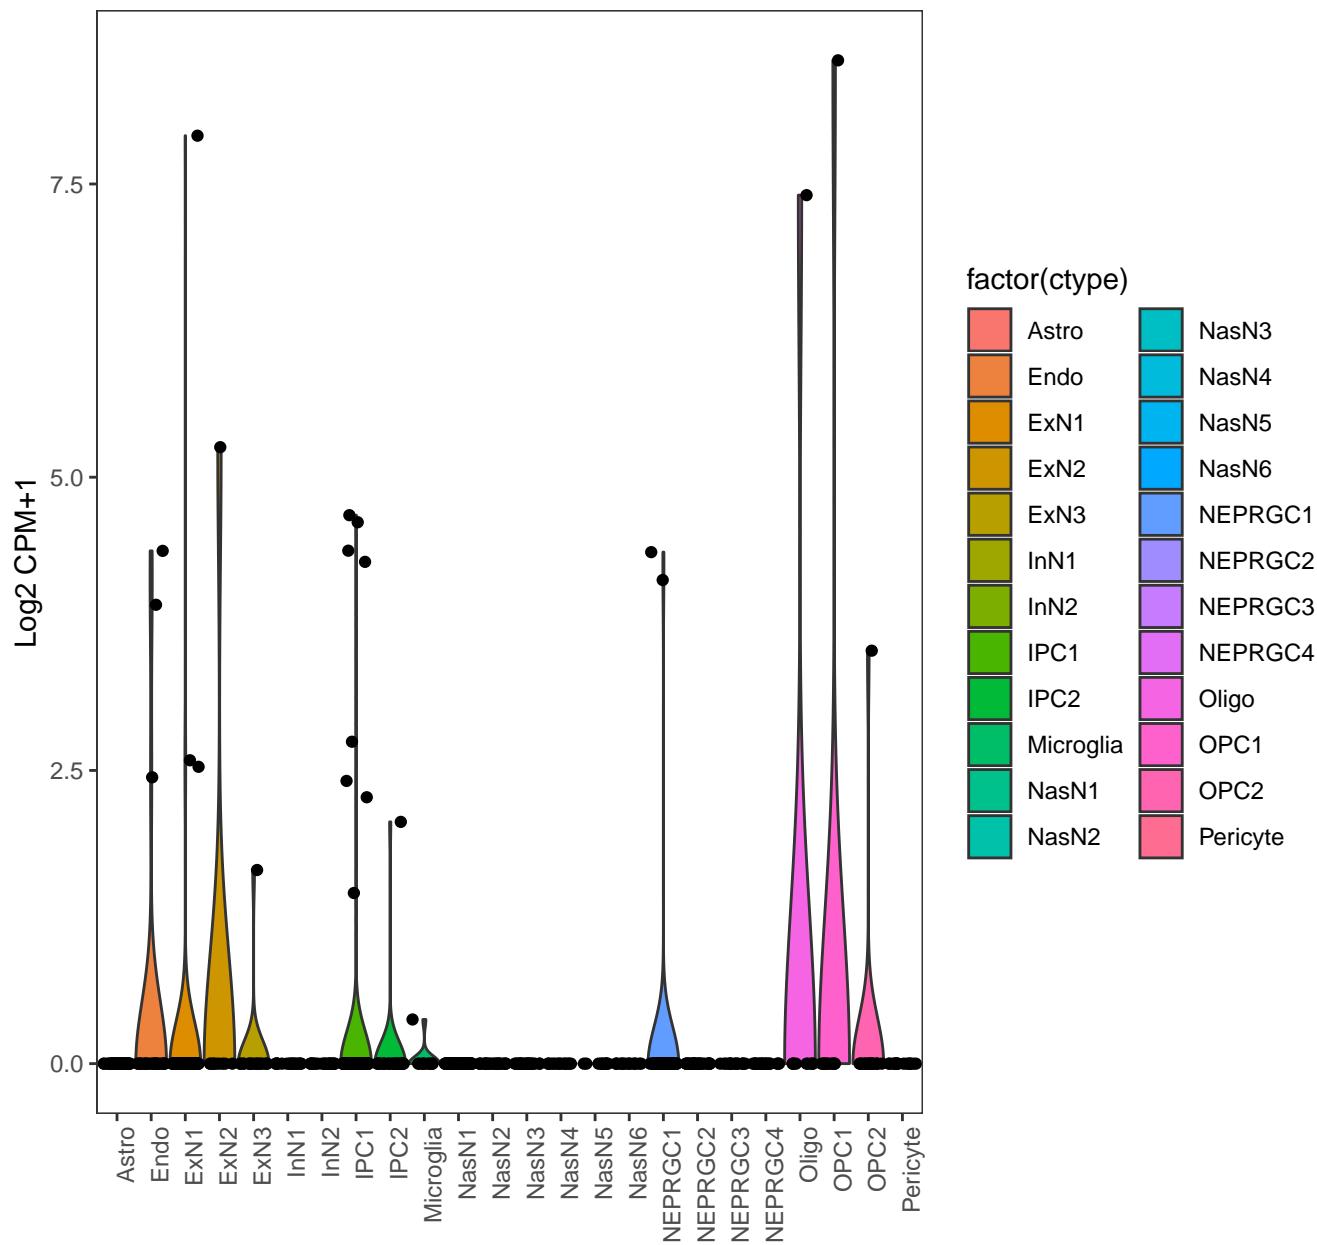 Log2 CPM+1
7.5
5.0
2.5
0.0
Astro
Endo
ExN1
ExN2
ExN3
InN1
InN2
IPC1
IPC2
Microglia
NasN1
NasN2
NasN3
NasN4
NasN5
NasN6
NEPRGC1
NEPRGC2
NEPRGC3
NEPRGC4
Oligo
OPC1
OPC2
Pericyte
factor(ctype)
Astro
Endo
ExN1
ExN2
ExN3
InN1
InN2
IPC1
IPC2
Microglia
NasN1
NasN2
NasN3
NasN4
NasN5
NasN6
NEPRGC1
NEPRGC2
NEPRGC3
NEPRGC4
Oligo
OPC1
OPC2
Pericyte